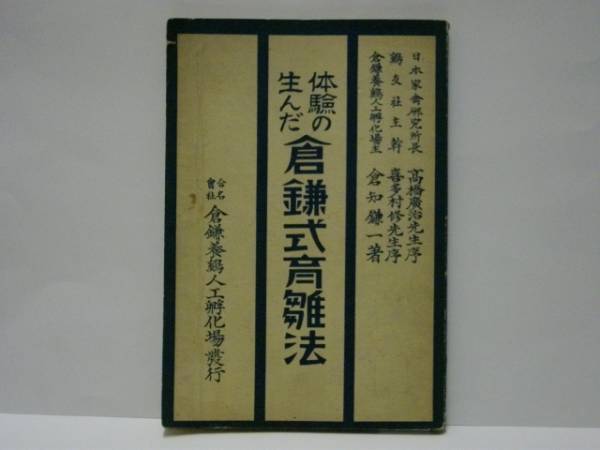 日本家禽研究所長 高橋廣治先生序
鷄友社主幹 喜多村修先生序
倉鎌養鷄人工孵化場主 倉知鎌一著
体驗の
生んだ
倉鎌式育雛法
合名
會社
倉鎌養鷄人工孵化場發行